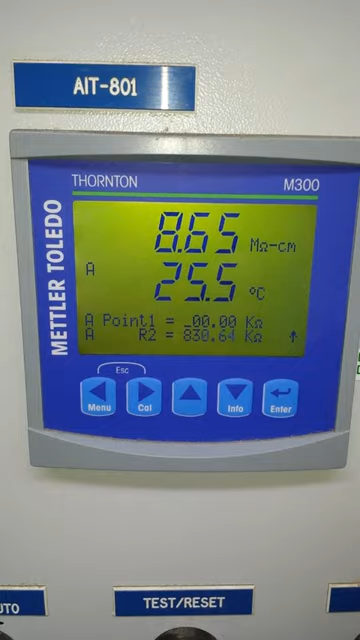 AIT-801
THORNTON M300
METTLER TOLEDO
8.65 MΩ-cm
A 25.5 °C
A Point1 = _00.00 KΩ
A R2 = 830.64 KΩ ↑
Esc
Menu Cal Info Enter
TEST/RESET